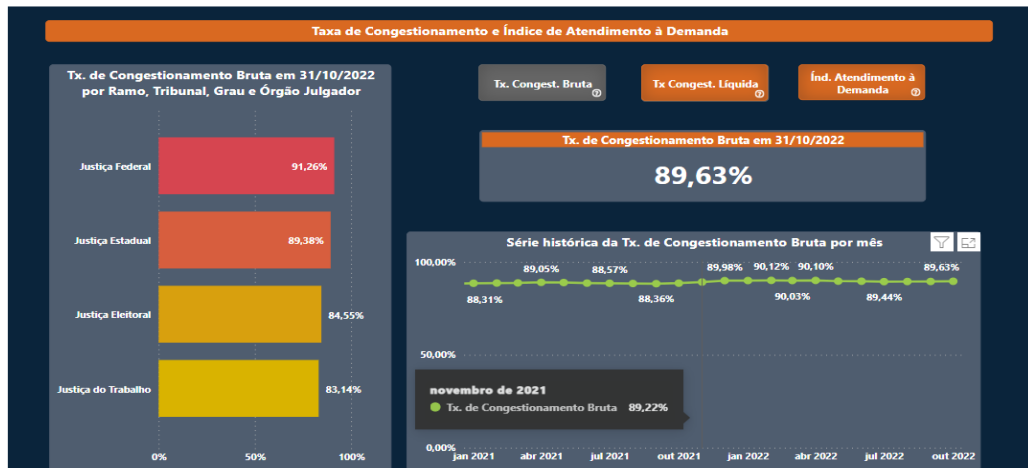 Taxa de Congestionamento e Índice de Atendimento à Demanda
Tx. de Congestionamento Bruta em 31/10/2022
por Ramo, Tribunal, Grau e Órgão Julgador
Justiça Federal
91,26%
Justiça Estadual
89,38%
Justiça Eleitoral
84,55%
Justiça do Trabalho
83,14%
0%
50%
100%
Tx. Congest. Bruta
Tx Congest. Líquida
Índ. Atendimento à
Demanda
Tx. de Congestionamento Bruta em 31/10/2022
89,63%
Série histórica da Tx. de Congestionamento Bruta por mês
100,00%
50,00%
0,00%
88,31%
89,05%
88,57%
88,36%
89,98%
90,12%
90,03%
90,10%
89,44%
89,63%
novembro de 2021
Tx. de Congestionamento Bruta 89,22%
jan 2021
abr 2021
jul 2021
out 2021
jan 2022
abr 2022
jul 2022
out 2022